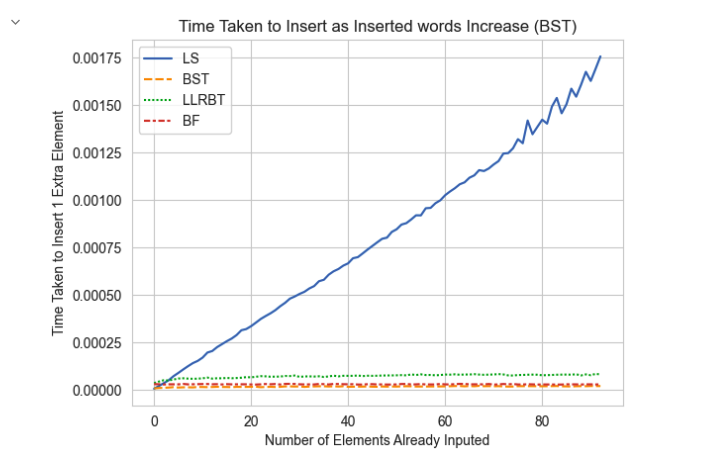 Time Taken to Insert as Inserted words Increase (BST)
LS
BST
LLRBT
BF
Time Taken to Insert 1 Extra Element
0.00175
0.00150
0.00125
0.00100
0.00075
0.00050
0.00025
0.00000
0 20 40 60 80
Number of Elements Already Inputed